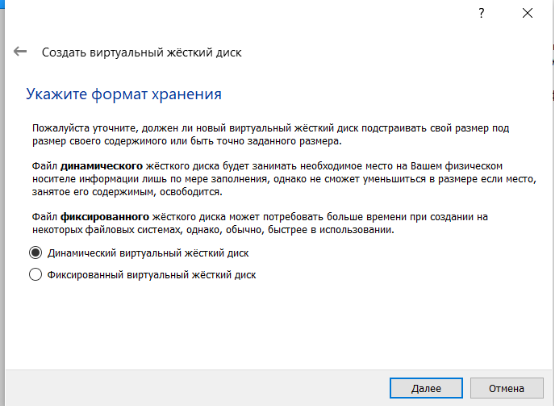 ?
Создать виртуальный жёсткий диск
Укажите формат хранения
Пожалуйста уточните, должен ли новый виртуальный жёсткий диск подстраивать свой размер под
размер своего содержимого или быть точно заданного размера.
Файл динамического жёсткого диска будет занимать необходимое место на Вашем физическом
носителе информации лишь по мере заполнения, однако не сможет уменьшиться в размере если место,
занятое его содержимым, освободится.
Файл фиксированного жёсткого диска может потребовать больше времени при создании на
некоторых файловых системах, однако, обычно, быстрее в использовании.
Динамический виртуальный жёсткий диск
Фиксированный виртуальный жёсткий диск
Далее
Отмена